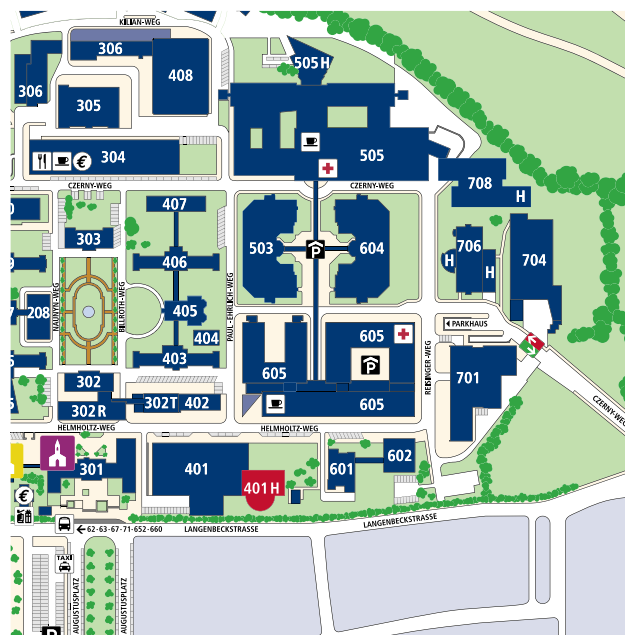 KILIAN-WEG
306
408
505 H
306
305
505
304
€
CZERNY-WEG
CZERNY-WEG
708
H
407
303
503
604
706
704
406
H
H
P
NAUNYN-WEG
BILLROTH-WEG
PAUL-EHRLICH-WEG
208
405
404
403
605
P
605
605
PARKHAUS
REISINGER-WEG
701
CZERNY-WEG
302
302 R
302T
402
HELMHOLTZ-WEG
HELMHOLTZ-WEG
301
401
401 H
601
602
€
62-63-67-71-652-660
LANGENBECKSTRASSE
LANGENBECKSTRASSE
TAXI
AUGUSTUSPLATZ
AUGUSTUSPLATZ
P